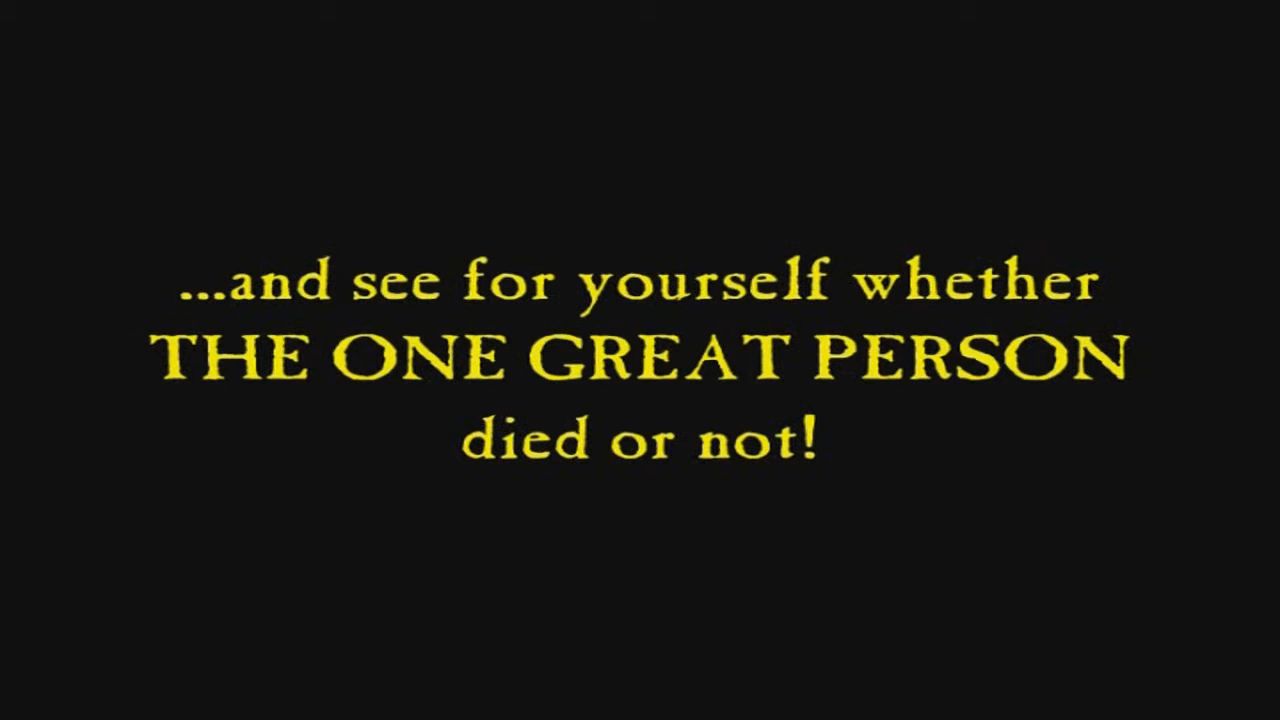 ...and see for yourself whether
THE ONE GREAT PERSON
died or not!